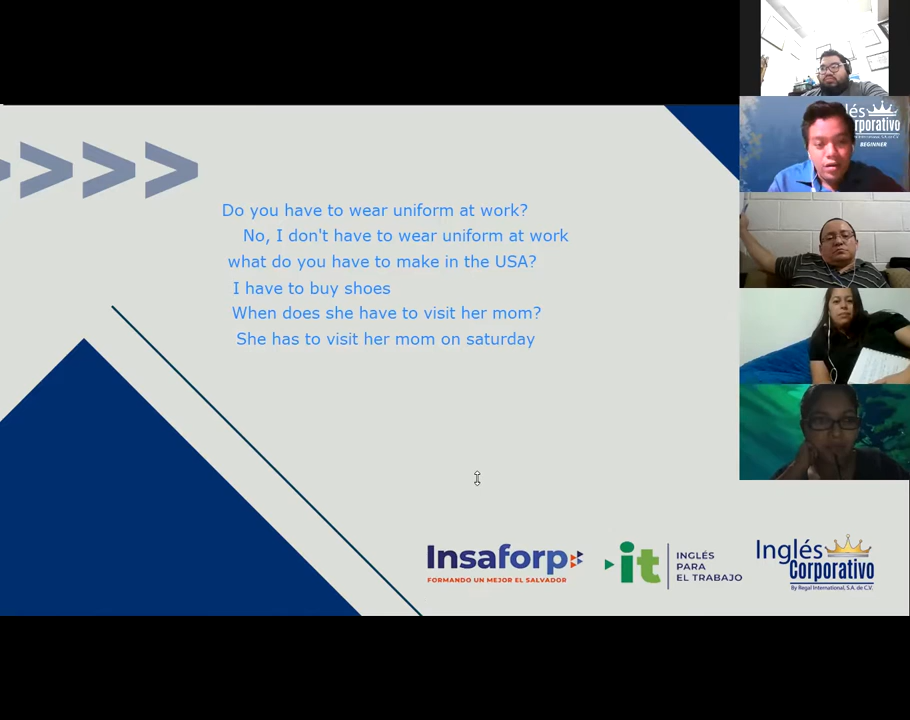 >>>>
Do you have to wear uniform at work?
No, I don't have to wear uniform at work
what do you have to make in the USA?
I have to buy shoes
When does she have to visit her mom?
She has to visit her mom on saturday
Insaforp
FORMANDO UN MEJOR EL SALVADOR
it
INGLÉS
PARA
EL TRABAJO
Inglés
Corporativo
By Regal International, S.A. de C.V.
lés
rporativo
BEGINNER